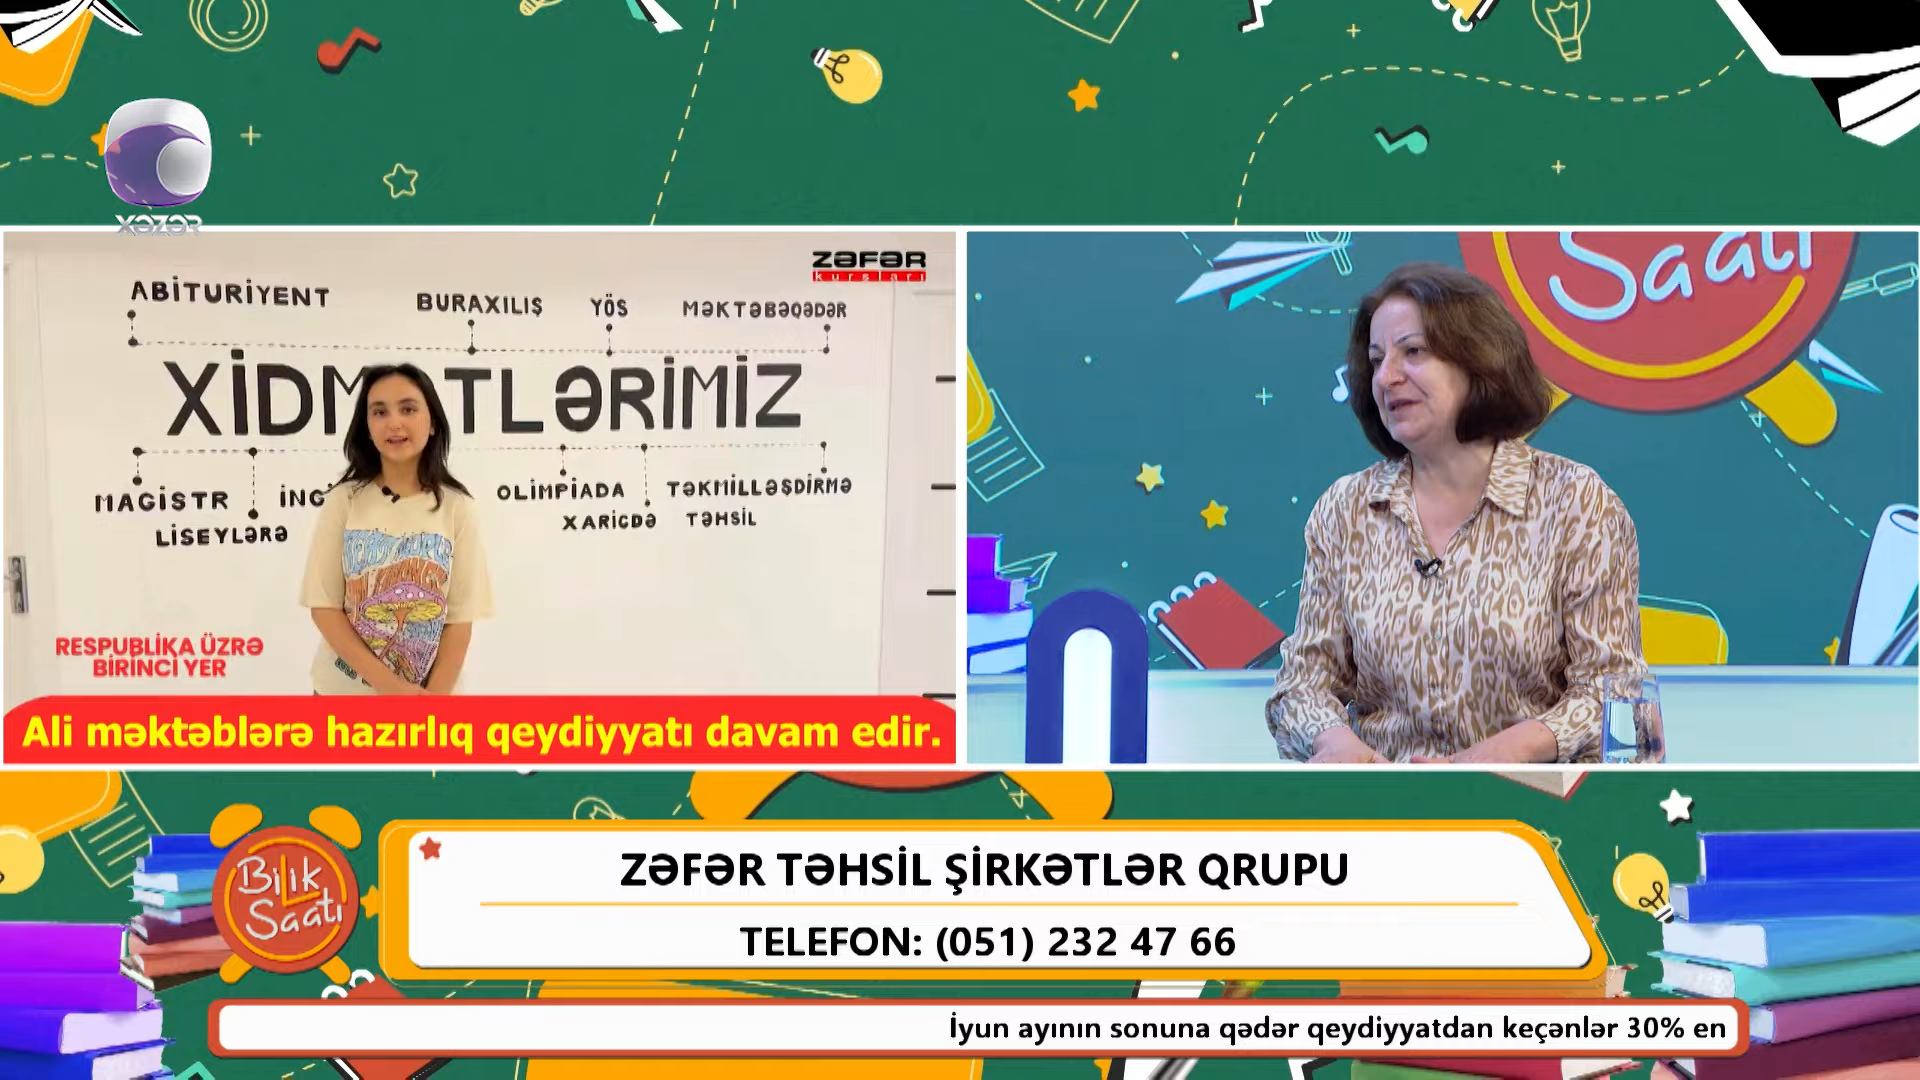 XƏZƏR
ZƏFƏR
kursları
ABİTURİYENT
BURAXILIŞ
YÖS
MƏKTƏBƏQƏDƏR
XİDMƏTLƏRİMİZ
MAGİSTR
İNGİ
OLİMPİADA
TƏKMİLLƏŞDİRMƏ
LİSEYLƏRƏ
XARİCDƏ TƏHSİL
RESPUBLİKA ÜZRƏ
BİRİNCİ YER
Ali məktəblərə hazırlıq qeydiyyatı davam edir.
Saatı
Bilik
Saatı
ZƏFƏR TƏHSİL ŞİRKƏTLƏR QRUPU
TELEFON: (051) 232 47 66
İyun ayının sonuna qədər qeydiyyatdan keçənlər 30% en